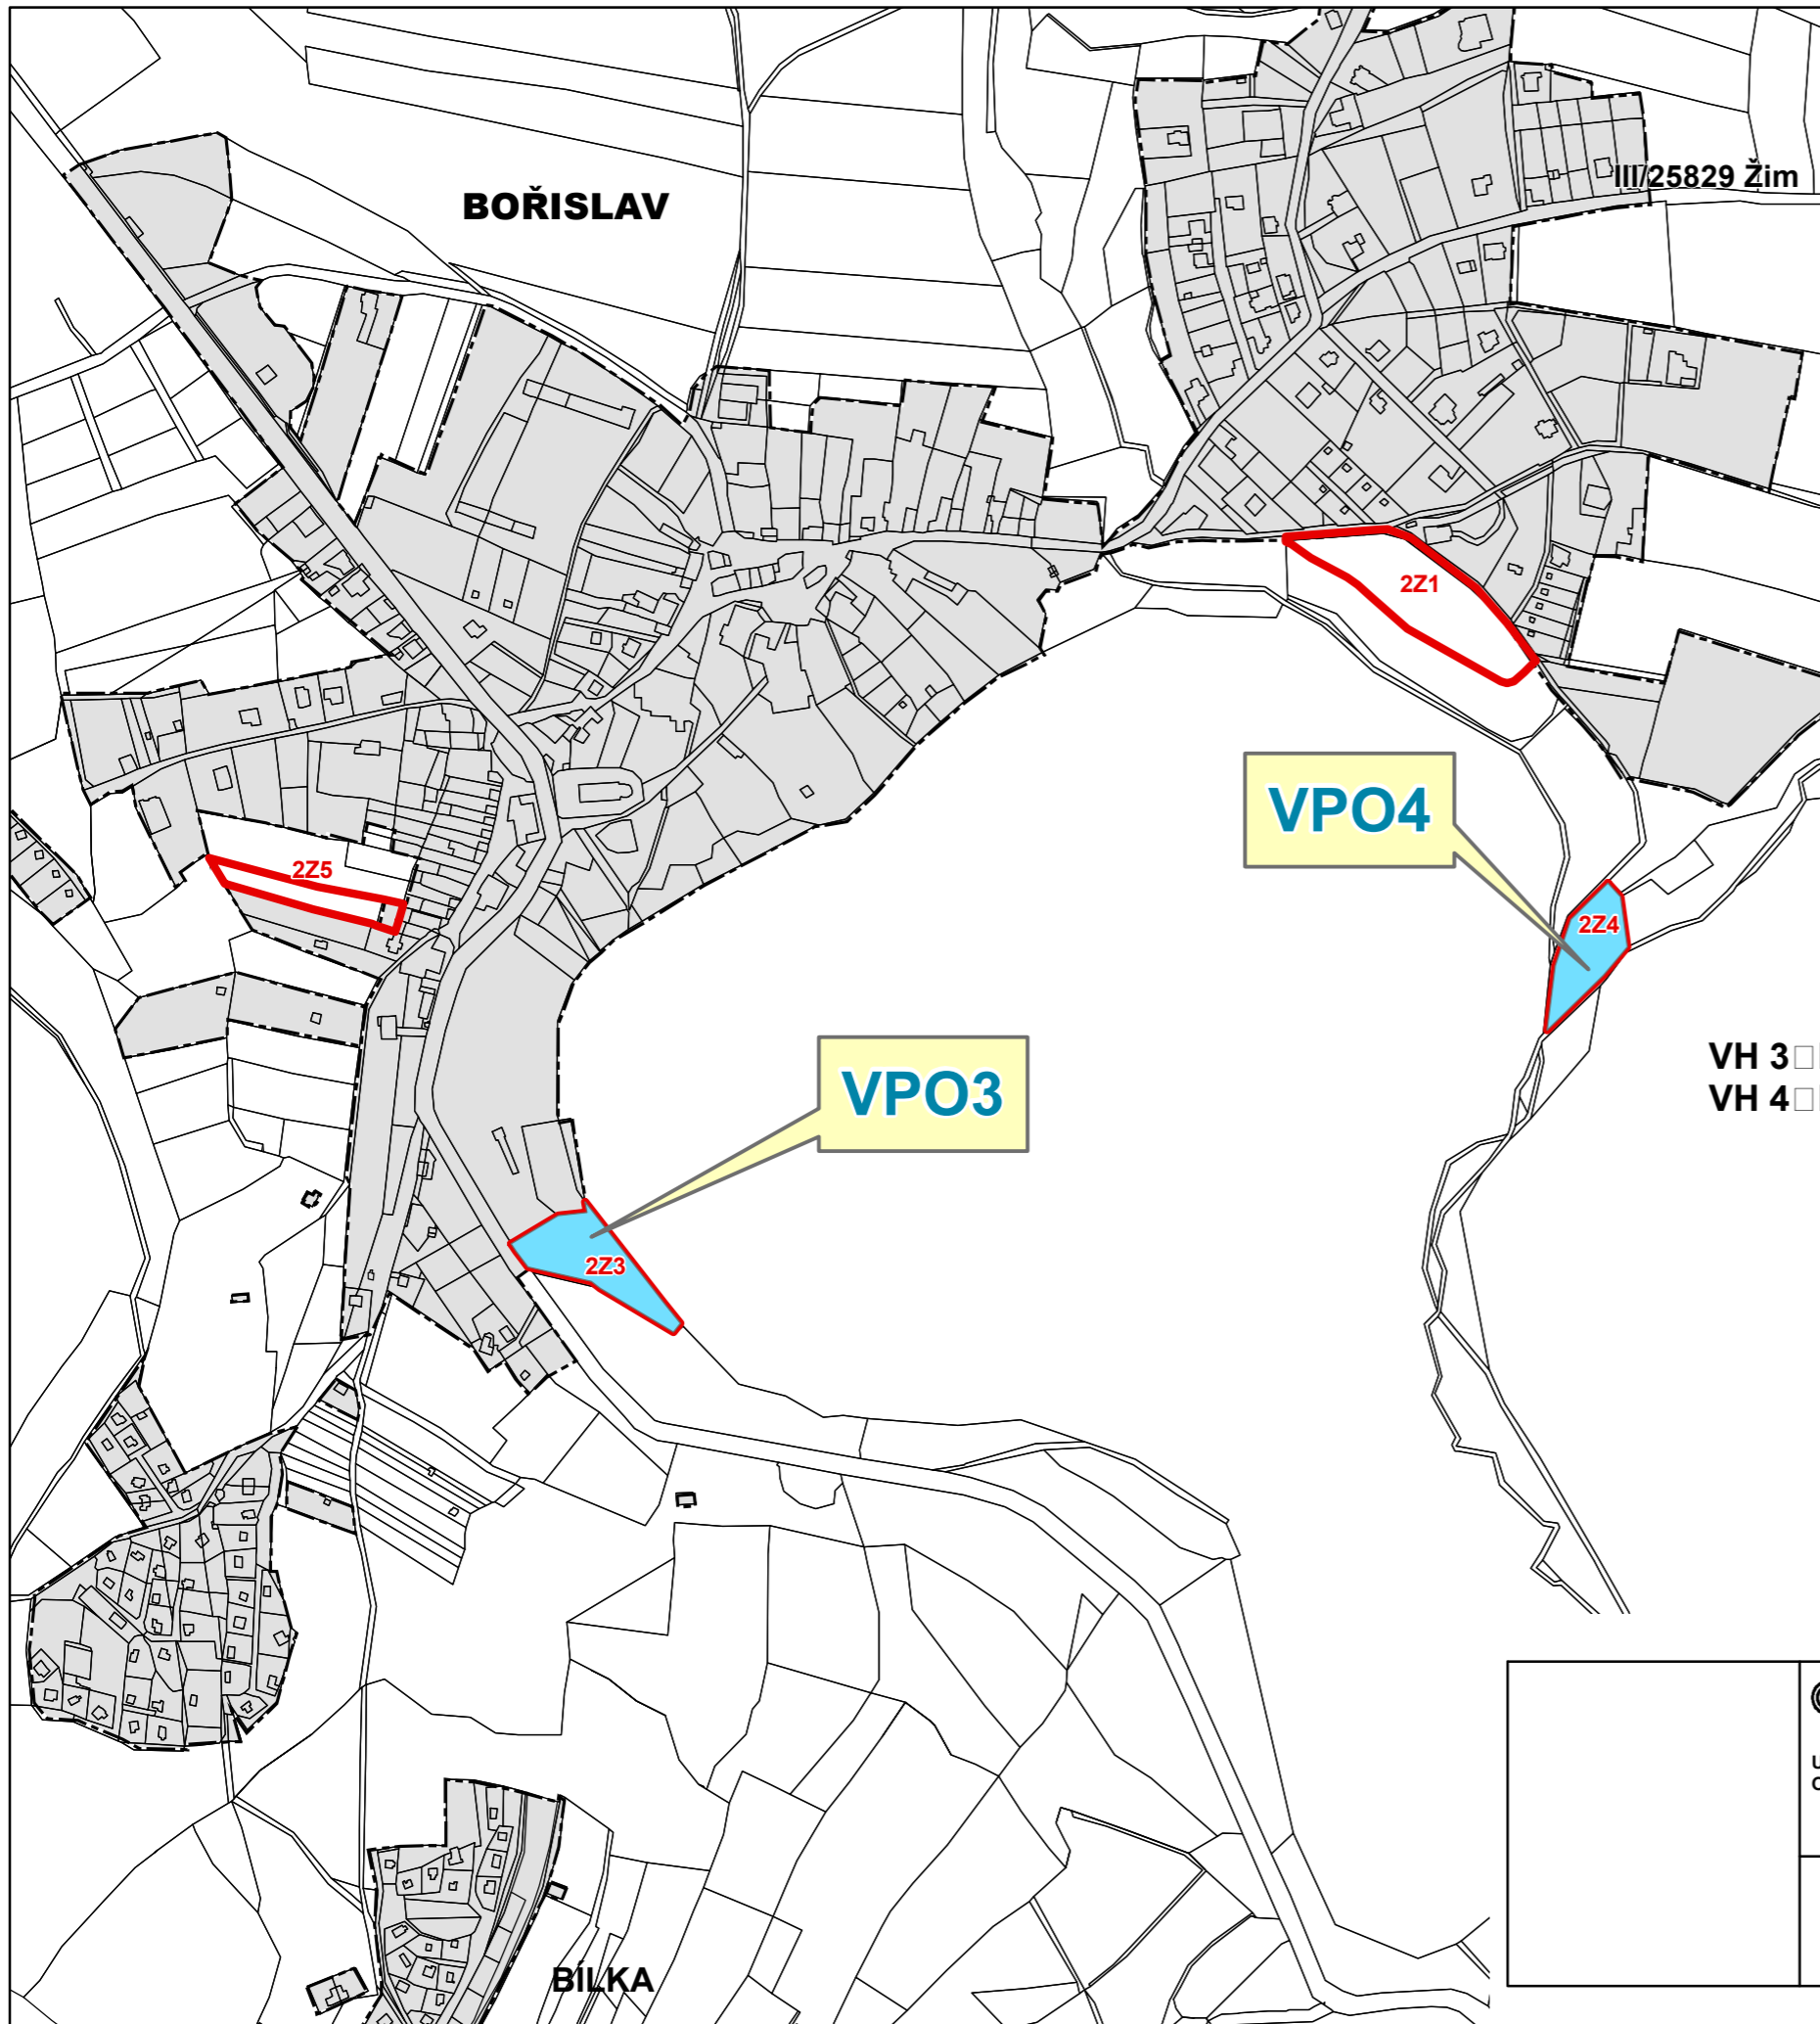 III/25829 Žim
BOŘISLAV
2Z1
VPO4
2Z5
2Z4
VH 3
VH 4
VPO3
2Z3
BÍLKA